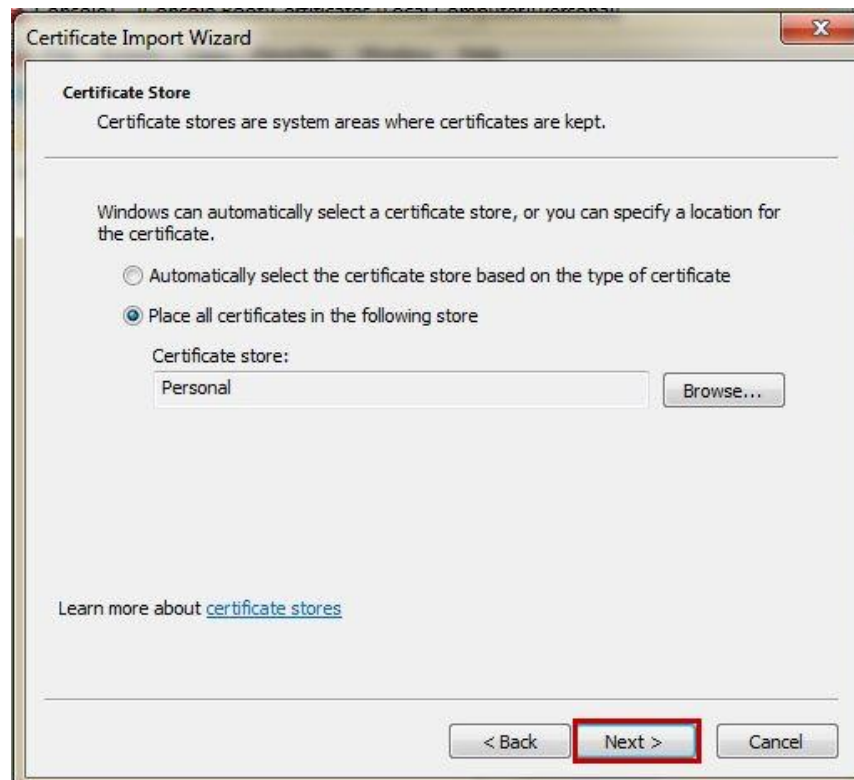 Certificate Import Wizard
Certificate Store
Certificate stores are system areas where certificates are kept.
Windows can automatically select a certificate store, or you can specify a location for
the certificate.
Automatically select the certificate store based on the type of certificate
Place all certificates in the following store
Certificate store:
Personal
Browse...
Learn more about certificate stores
< Back
Next >
Cancel